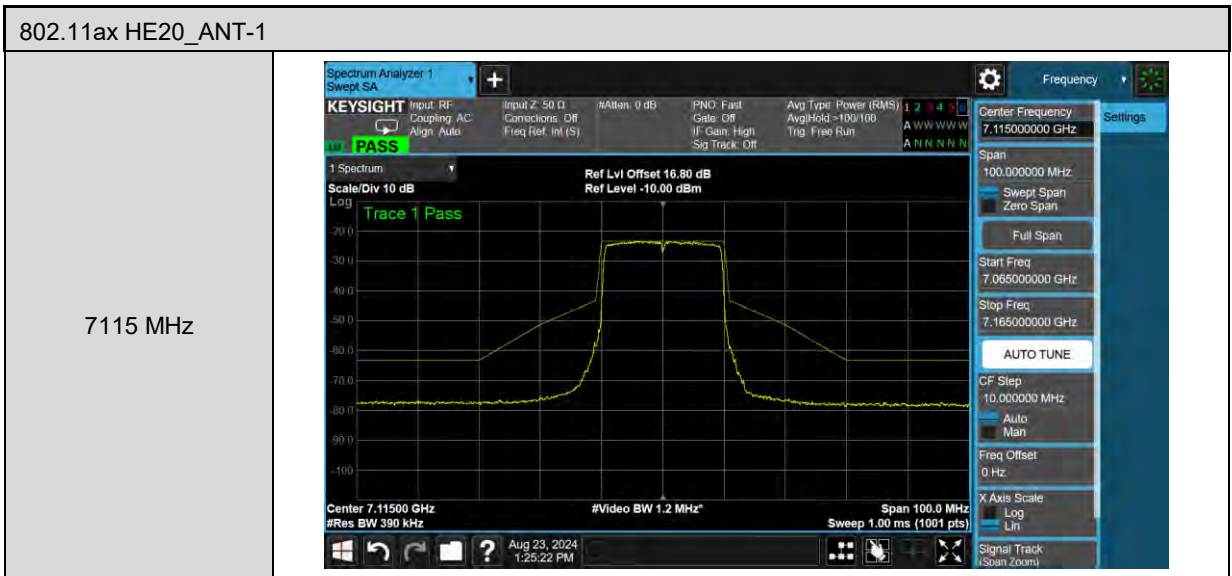 802.11ax HE20_ANT-1
7115 MHz
Spectrum Analyzer 1
Swept SA
Frequency
KEYSIGHT
Input: RF
Coupling: AC
Align: Auto
Input Z: 50 Ω
Corrections: Off
Freq Ref: Int (S)
#Atten: 0 dB
PNO: Fast
Gate: Off
IF Gain: High
Sig Track: Off
Avg Type: Power (RMS)
Avg|Hold: >100/100
Trig: Free Run
1 2 3 4 5 6
A W W W W W
A N N N N N
PASS
1 Spectrum
Scale/Div 10 dB
Ref Lvl Offset 16.80 dB
Ref Level -10.00 dBm
Log
Trace 1 Pass
-20.0
-30.0
-40.0
-50.0
-60.0
-70.0
-80.0
-90.0
-100
Center 7.11500 GHz
#Res BW 390 kHz
#Video BW 1.2 MHz*
Span 100.0 MHz
Sweep 1.00 ms (1001 pts)
?
Aug 23, 2024
1:25:22 PM
Center Frequency
7.115000000 GHz
Settings
Span
100.000000 MHz
Swept Span
Zero Span
Full Span
Start Freq
7.065000000 GHz
Stop Freq
7.165000000 GHz
AUTO TUNE
CF Step
10.000000 MHz
Auto
Man
Freq Offset
0 Hz
X Axis Scale
Log
Lin
Signal Track
(Span Zoom)